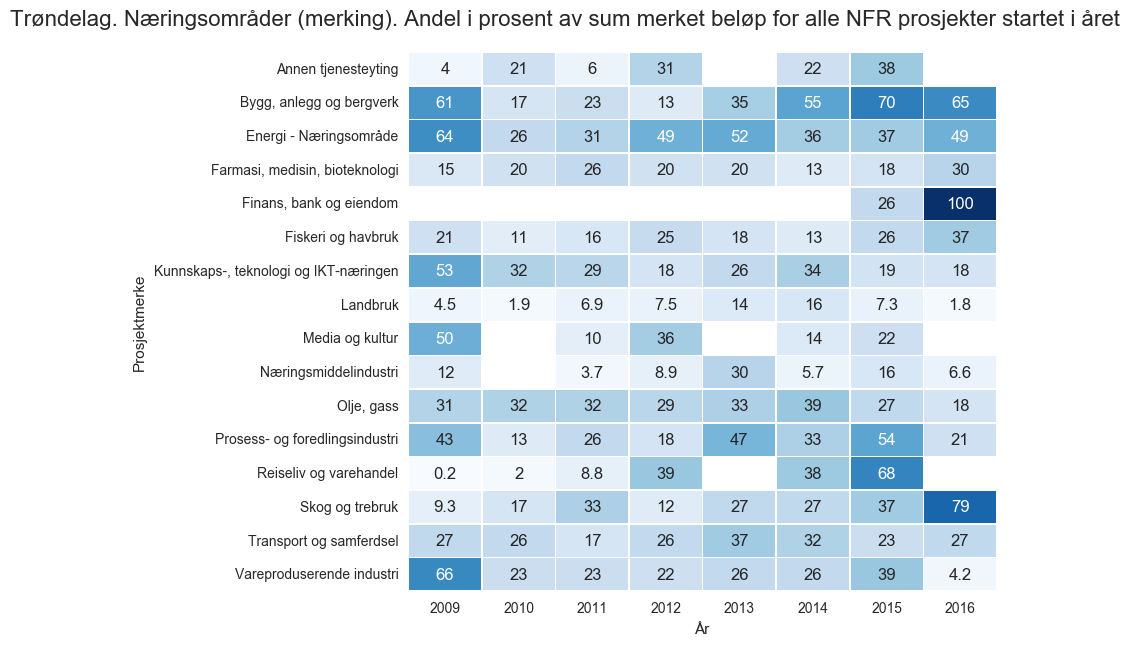 Trøndelag. Næringsområder (merking). Andel i prosent av sum merket beløp for alle NFR prosjekter startet i året
Prosjektmerke
Annen tjenesteyting 4 21 6 31 22 38
Bygg, anlegg og bergverk 61 17 23 13 35 55 70 65
Energi - Næringsområde 64 26 31 49 52 36 37 49
Farmasi, medisin, bioteknologi 15 20 26 20 20 13 18 30
Finans, bank og eiendom 26 100
Fiskeri og havbruk 21 11 16 25 18 13 26 37
Kunnskaps-, teknologi og IKT-næringen 53 32 29 18 26 34 19 18
Landbruk 4.5 1.9 6.9 7.5 14 16 7.3 1.8
Media og kultur 50 10 36 14 22
Næringsmiddelindustri 12 3.7 8.9 30 5.7 16 6.6
Olje, gass 31 32 32 29 33 39 27 18
Prosess- og foredlingsindustri 43 13 26 18 47 33 54 21
Reiseliv og varehandel 0.2 2 8.8 39 38 68
Skog og trebruk 9.3 17 33 12 27 27 37 79
Transport og samferdsel 27 26 17 26 37 32 23 27
Vareproduserende industri 66 23 23 22 26 26 39 4.2
2009 2010 2011 2012 2013 2014 2015 2016
År